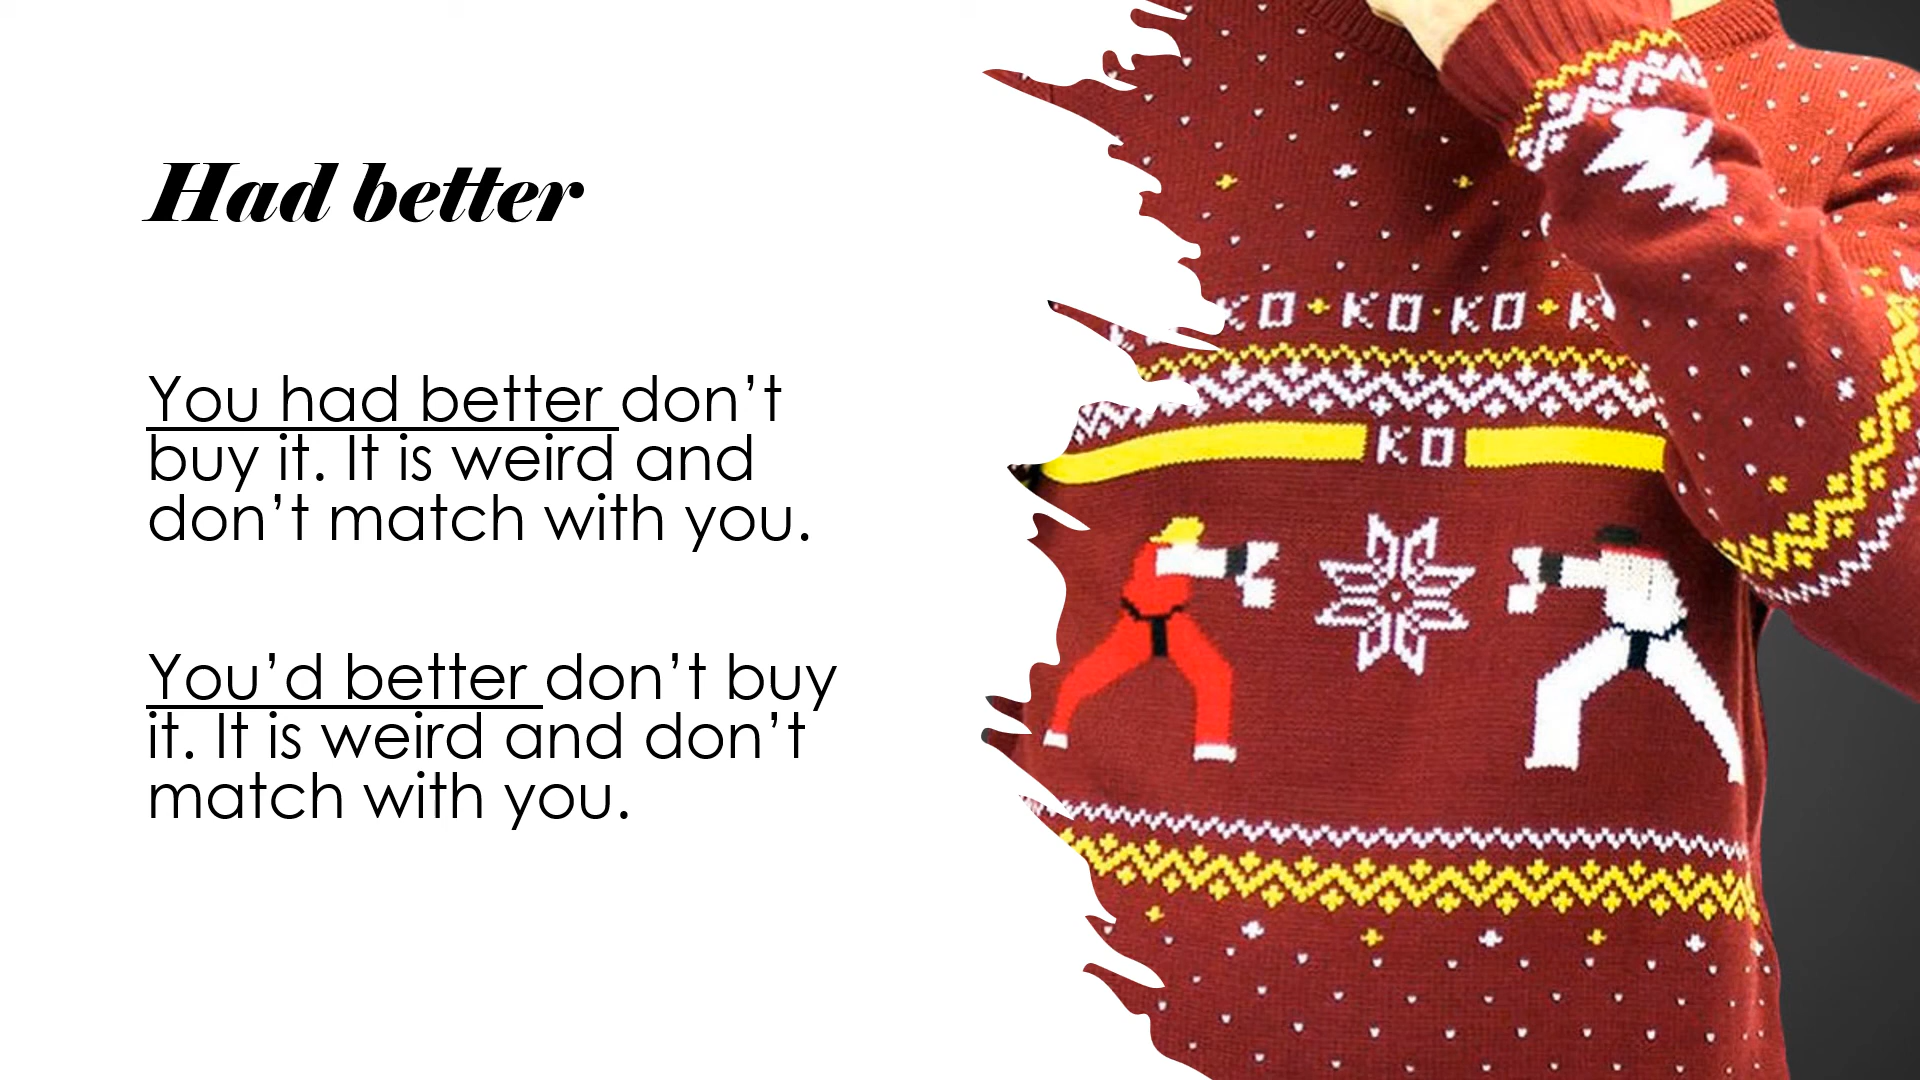 Had better
You had better don’t
buy it. It is weird and
don’t match with you.
You’d better don’t buy
it. It is weird and don’t
match with you.
KO KO KO K
KO